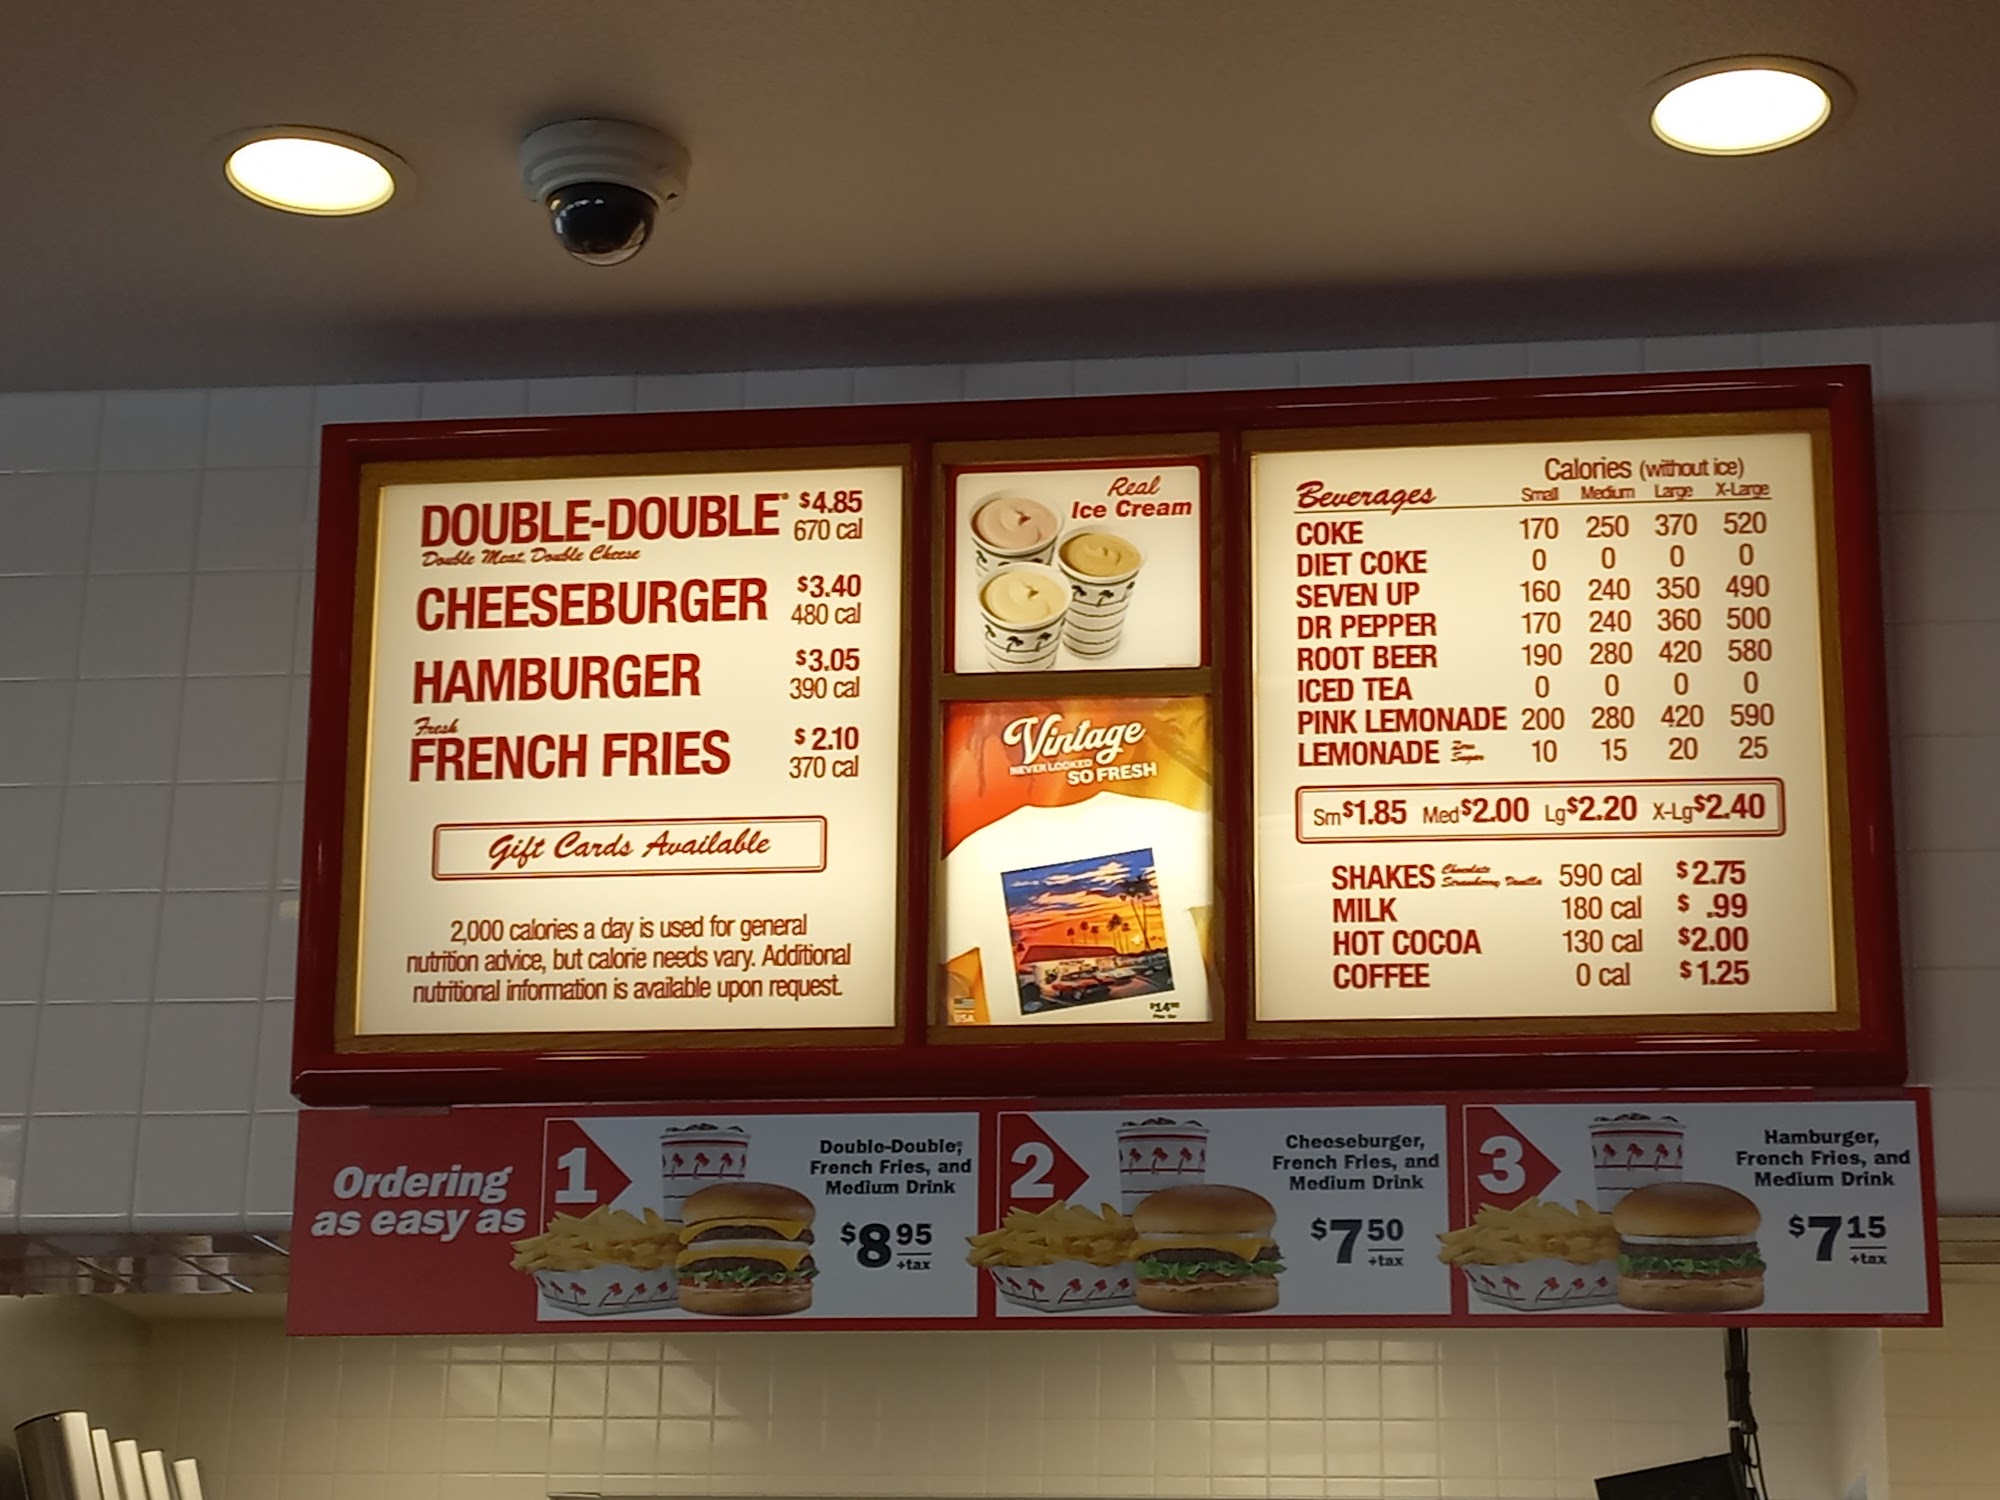 DOUBLE-DOUBLE® $4.85
670 cal
Double Meat, Double Cheese
CHEESEBURGER $3.40
480 cal
HAMBURGER $3.05
390 cal
Fresh
FRENCH FRIES $2.10
370 cal
Gift Cards Available
2,000 calories a day is used for general
nutrition advice, but calorie needs vary. Additional
nutritional information is available upon request.
Real
Ice Cream
Vintage
NEVER LOOKED
SO FRESH
USA
Calories (without ice)
Beverages Small Medium Large X-Large
COKE 170 250 370 520
DIET COKE 0 0 0 0
SEVEN UP 160 240 350 490
DR PEPPER 170 240 360 500
ROOT BEER 190 280 420 580
ICED TEA 0 0 0 0
PINK LEMONADE 200 280 420 590
LEMONADE Zero Sugar 10 15 20 25
Sm $1.85 Med $2.00 Lg $2.20 X-Lg $2.40
SHAKES Chocolate Strawberry, Vanilla 590 cal $2.75
MILK 180 cal $ .99
HOT COCOA 130 cal $2.00
COFFEE 0 cal $1.25
Ordering
as easy as
1
Double-Double®,
French Fries, and
Medium Drink
$8 95
+tax
2
Cheeseburger,
French Fries, and
Medium Drink
$7 50
+tax
3
Hamburger,
French Fries, and
Medium Drink
$7 15
+tax